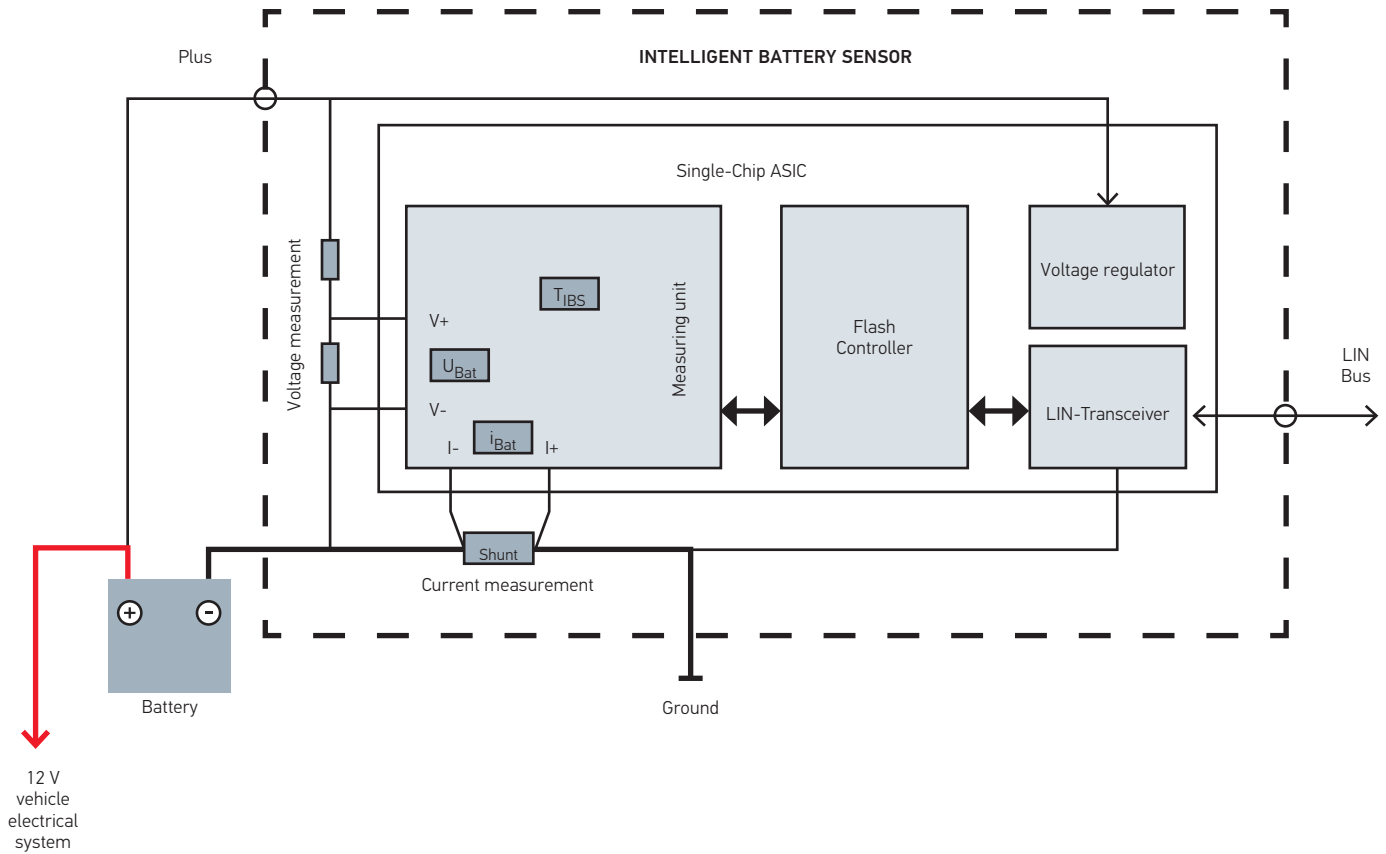 Plus
INTELLIGENT BATTERY SENSOR
Single-Chip ASIC
Voltage measurement
V+
U_Bat
V-
I-
i_Bat
I+
T_IBS
Measuring unit
Flash
Controller
Voltage regulator
LIN-Transceiver
LIN
Bus
Shunt
Current measurement
+
-
Battery
Ground
12 V
vehicle
electrical
system